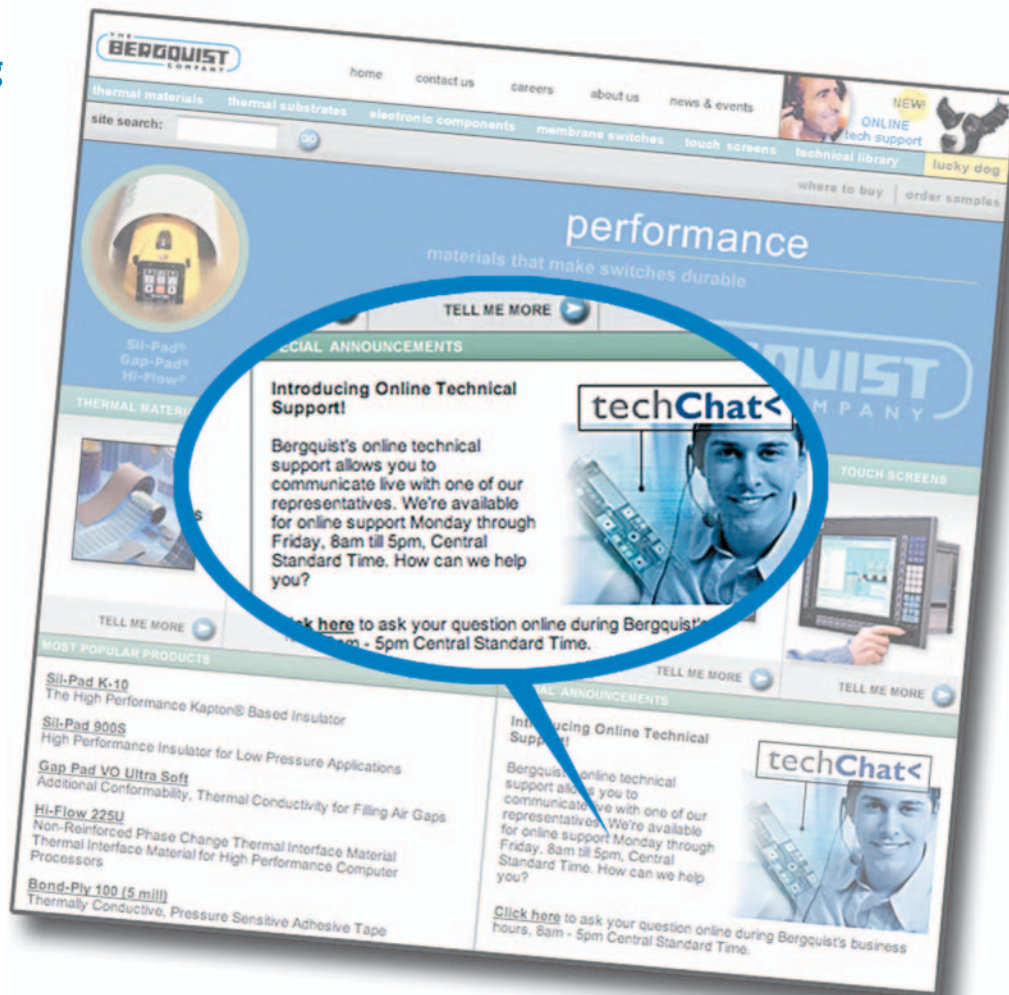 THE
BERGQUIST
COMPANY
home contact us careers about us news & events
NEW!
ONLINE
tech support
thermal materials thermal substrates electronic components membrane switches touch screens technical library lucky dog
site search: GO
where to buy | order samples
performance
materials that make switches durable
Sil-Pad®
Gap-Pad®
Hi-Flow®
QUIST
MPANY
THERMAL MATERI
TOUCH SCREENS
TELL ME MORE
ECIAL ANNOUNCEMENTS
Introducing Online Technical
Support!
Bergquist's online technical
support allows you to
communicate live with one of our
representatives. We're available
for online support Monday through
Friday, 8am till 5pm, Central
Standard Time. How can we help
you?
techChat<
ck here to ask your question online during Bergquist's
am - 5pm Central Standard Time.
TELL ME MORE
TELL ME MORE
TELL ME MORE
MOST POPULAR PRODUCTS
Sil-Pad K-10
The High Performance Kapton® Based Insulator
Sil-Pad 900S
High Performance Insulator for Low Pressure Applications
Gap Pad VO Ultra Soft
Additional Conformability, Thermal Conductivity for Filling Air Gaps
Hi-Flow 225U
Non-Reinforced Phase Change Thermal Interface Material
Thermal Interface Material for High Performance Computer
Processors
Bond-Ply 100 (5 mill)
Thermally Conductive, Pressure Sensitive Adhesive Tape
IAL ANNOUNCEMENTS
Int ucing Online Technical
Supp t!
Bergquist online technical
support allo s you to
communicate ve with one of our
representatives. We're available
for online support Monday through
Friday, 8am till 5pm, Central
Standard Time. How can we help
you?
techChat<
Click here to ask your question online during Bergquist's business
hours, 8am - 5pm Central Standard Time.